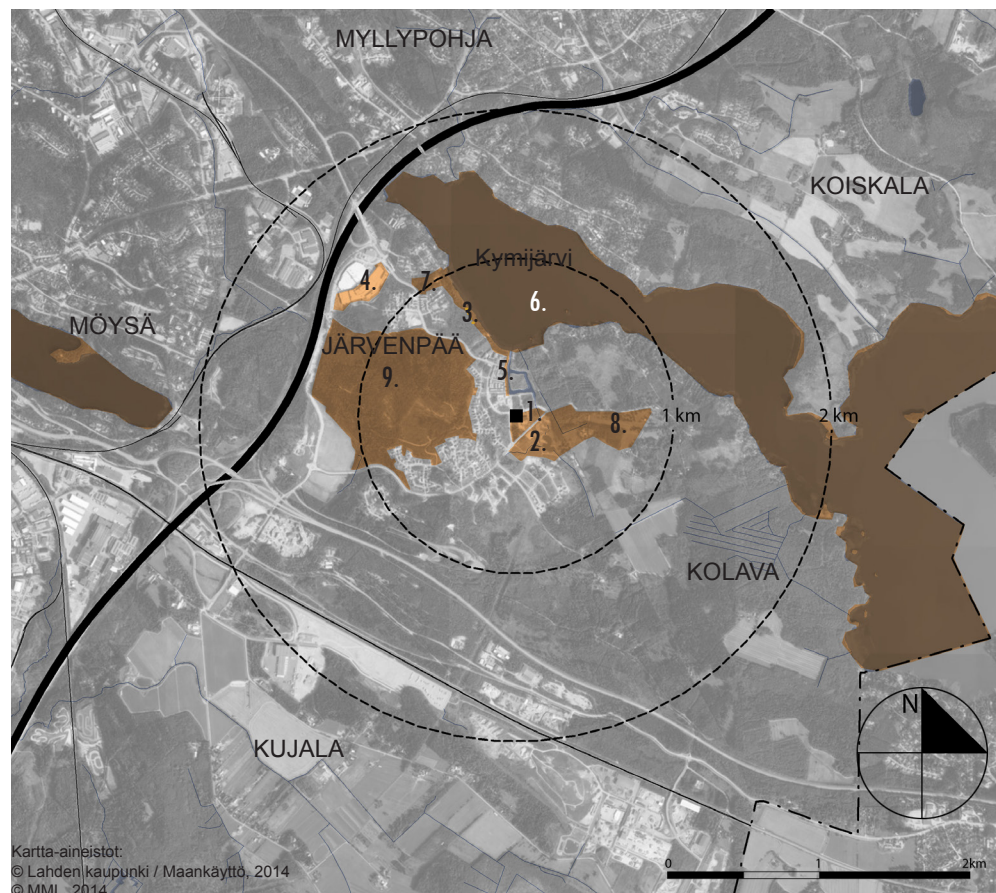 MYLLYPOHJA
KOISKALA
Kymijärvi
4.
7.
6.
3.
MÖYSÄ
JÄRVENPÄÄ
9.
5.
1.
1 km
2 km
8.
2.
KOLAVA
N
KUJALA
Kartta-aineistot:
© Lahden kaupunki / Maankäyttö, 2014
© MML, 2014
0
1
2km